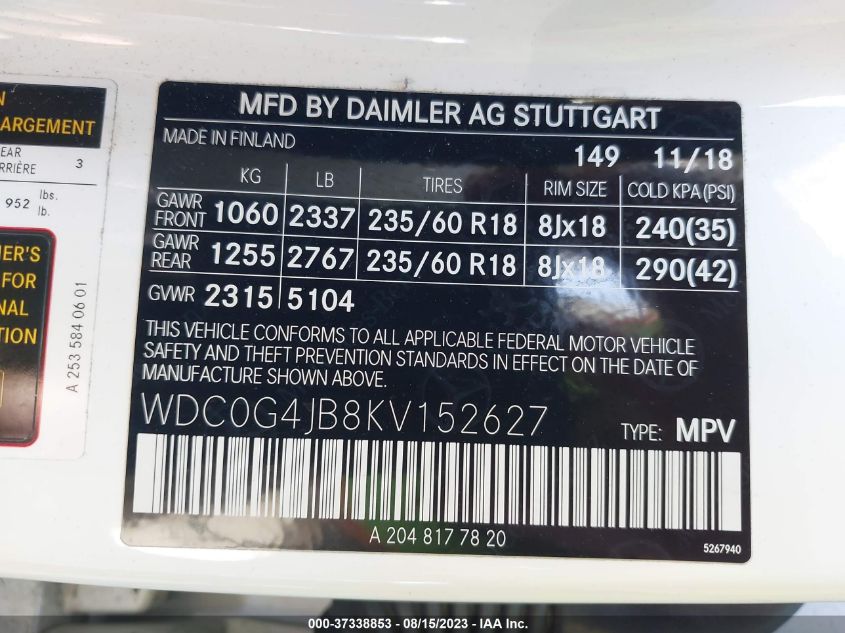 N
ARGEMENT
EAR
RRIÈRE 3
952 lbs.
lb.
ER'S
FOR
NAL
TION
A 253 584 06 01
MFD BY DAIMLER AG STUTTGART
MADE IN FINLAND
149 11/18
KG LB TIRES RIM SIZE COLD KPA (PSI)
GAWR FRONT 1060 2337 235/60 R18 8Jx18 240(35)
GAWR REAR 1255 2767 235/60 R18 8Jx18 290(42)
GVWR 2315 5104
THIS VEHICLE CONFORMS TO ALL APPLICABLE FEDERAL MOTOR VEHICLE
SAFETY AND THEFT PREVENTION STANDARDS IN EFFECT ON THE DATE OF
MANUFACTURE SHOWN ABOVE.
WDC0G4JB8KV152627
TYPE: MPV
A 204 817 78 20
5267940
000-37338853 - 08/15/2023 - © IAA, Inc.